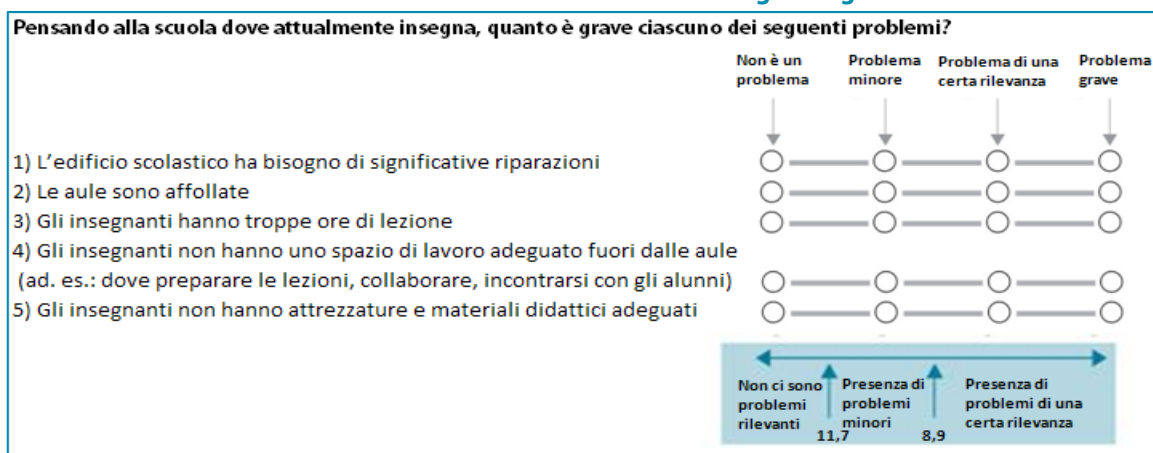 Pensando alla scuola dove attualmente insegna, quanto è grave ciascuno dei seguenti problemi?
Non è un problema
Problema minore
Problema di una certa rilevanza
Problema grave
1) L'edificio scolastico ha bisogno di significative riparazioni
2) Le aule sono affollate
3) Gli insegnanti hanno troppe ore di lezione
4) Gli insegnanti non hanno uno spazio di lavoro adeguato fuori dalle aule
(ad. es.: dove preparare le lezioni, collaborare, incontrarsi con gli alunni)
5) Gli insegnanti non hanno attrezzature e materiali didattici adeguati
Non ci sono problemi rilevanti
11,7
Presenza di problemi minori
8,9
Presenza di problemi di una certa rilevanza